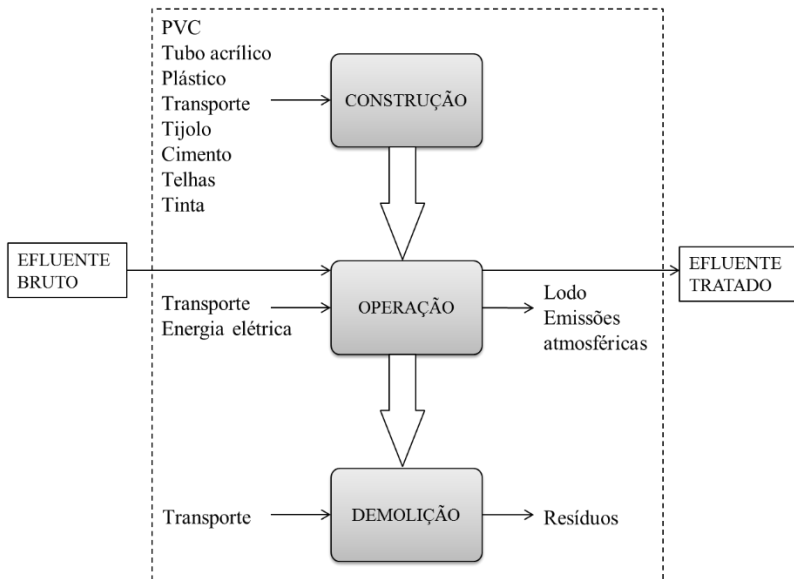 PVC
Tubo acrílico
Plástico
Transporte
Tijolo
Cimento
Telhas
Tinta
CONSTRUÇÃO
EFLUENTE
BRUTO
Transporte
Energia elétrica
OPERAÇÃO
Lodo
Emissões
atmosféricas
EFLUENTE
TRATADO
Transporte
DEMOLIÇÃO
Resíduos